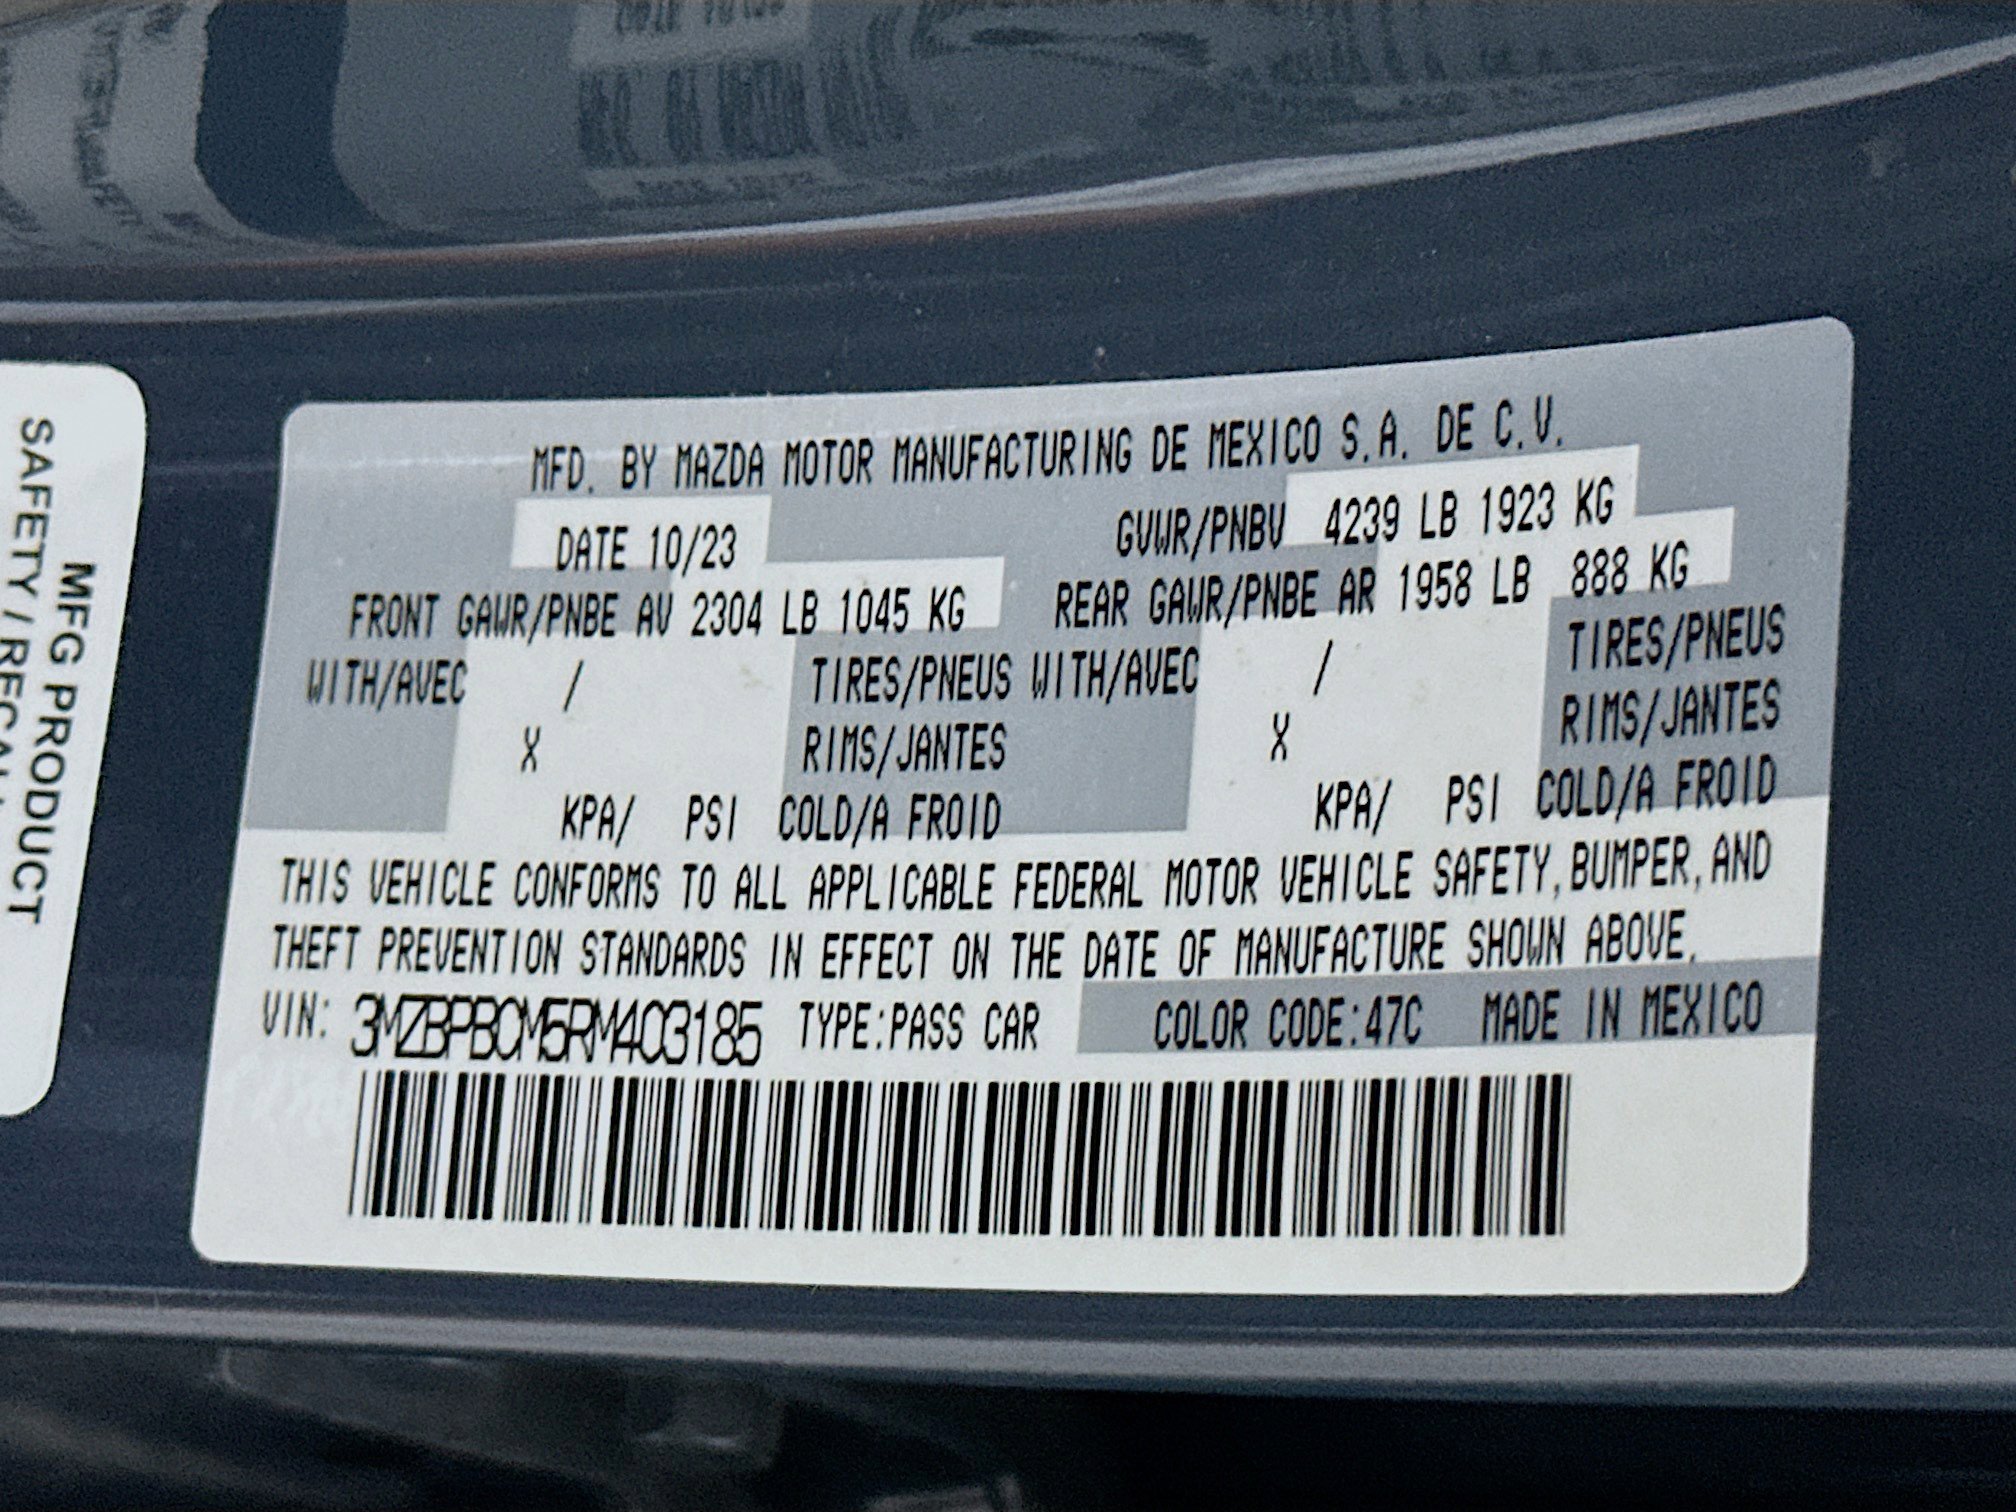 MFG PRODUCT
SAFETY / RECALL
MFD. BY MAZDA MOTOR MANUFACTURING DE MEXICO S.A. DE C.V.
DATE 10/23 GVWR/PNBV 4239 LB 1923 KG
FRONT GAWR/PNBE AV 2304 LB 1045 KG REAR GAWR/PNBE AR 1958 LB 888 KG
WITH/AVEC / TIRES/PNEUS WITH/AVEC / TIRES/PNEUS
X RIMS/JANTES X RIMS/JANTES
KPA/ PSI COLD/A FROID KPA/ PSI COLD/A FROID
THIS VEHICLE CONFORMS TO ALL APPLICABLE FEDERAL MOTOR VEHICLE SAFETY, BUMPER, AND
THEFT PREVENTION STANDARDS IN EFFECT ON THE DATE OF MANUFACTURE SHOWN ABOVE.
VIN: 3MZBPBCM5RM403185 TYPE:PASS CAR COLOR CODE:47C MADE IN MEXICO